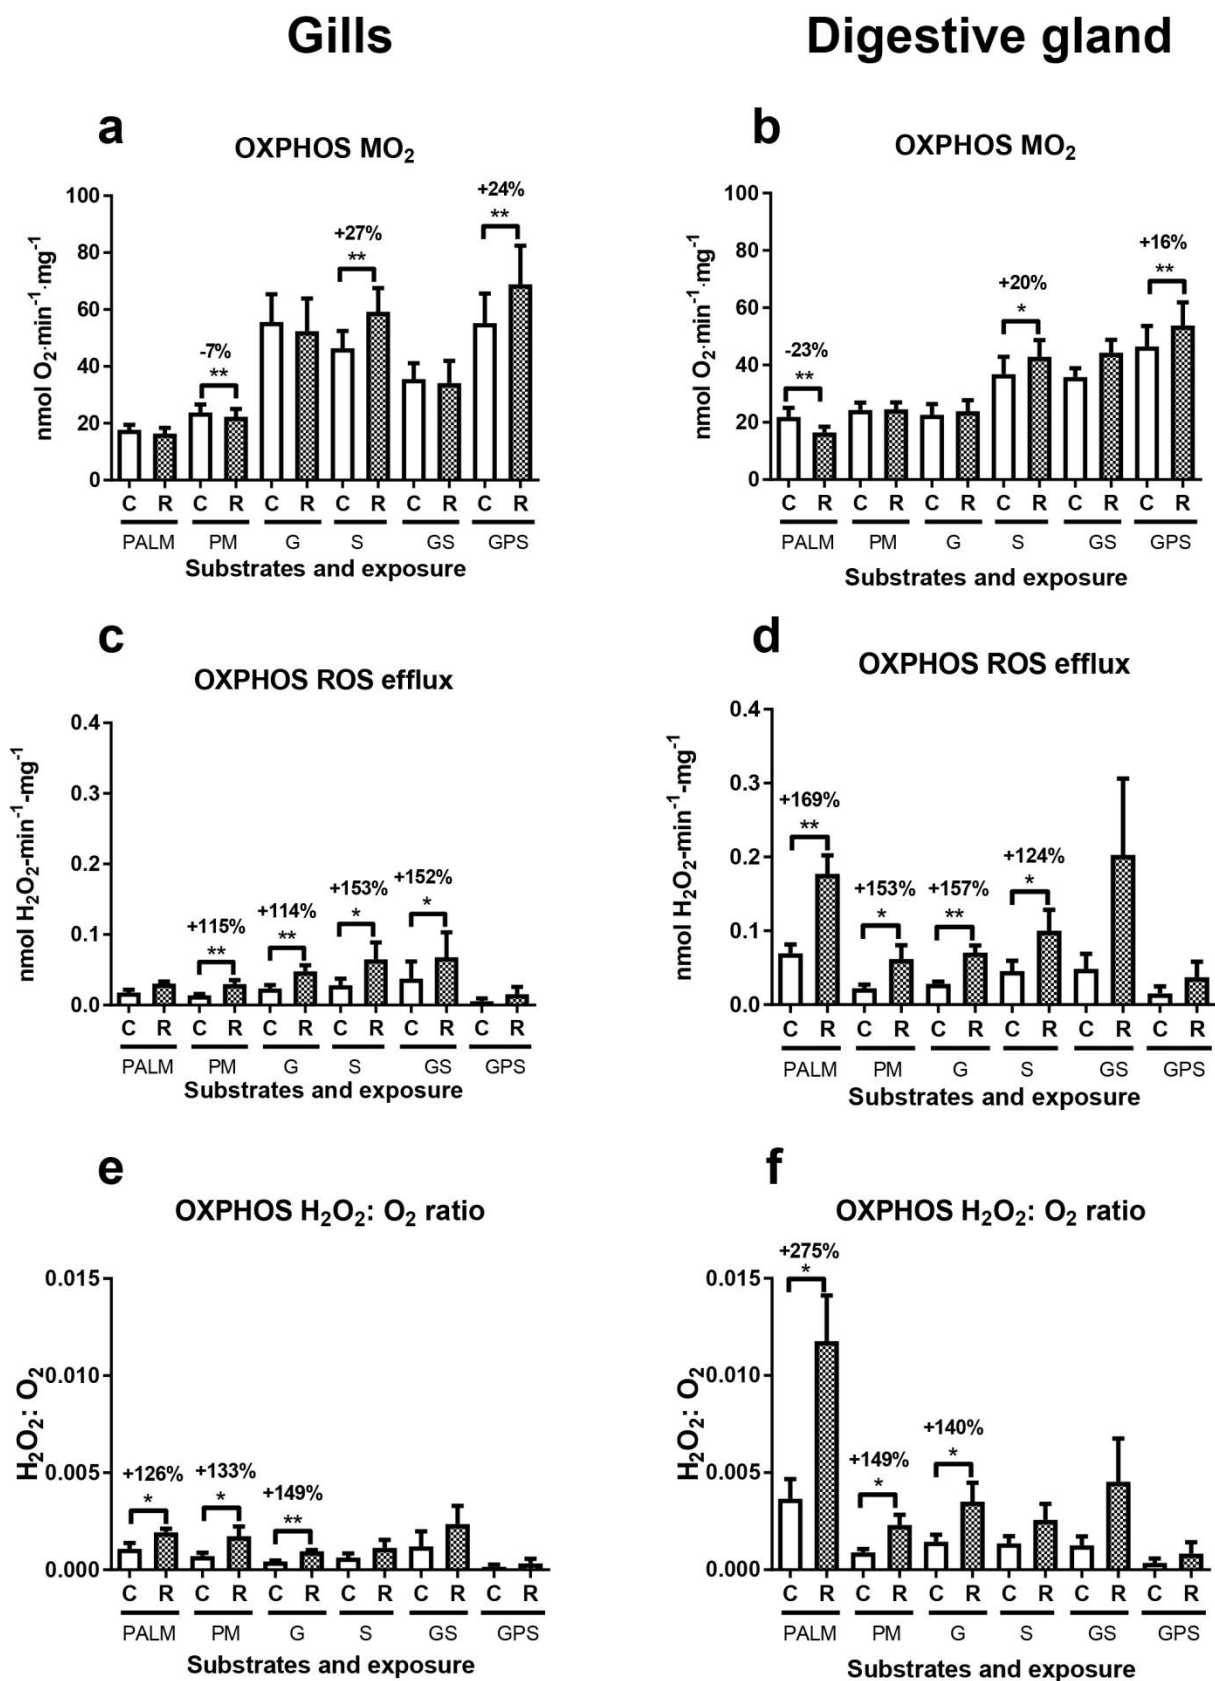 Gills
Digestive gland
a
OXPHOS MO₂
nmol O₂·min⁻¹·mg⁻¹
100
80
60
40
20
0
-7%
**
+27%
**
+24%
**
C R C R C R C R C R C R
PALM PM G S GS GPS
Substrates and exposure
b
OXPHOS MO₂
nmol O₂·min⁻¹·mg⁻¹
100
80
60
40
20
0
-23%
**
+20%
*
+16%
**
C R C R C R C R C R C R
PALM PM G S GS GPS
Substrates and exposure
c
OXPHOS ROS efflux
nmol H₂O₂-min⁻¹-mg⁻¹
0.4
0.3
0.2
0.1
0.0
+115%
**
+114%
**
+153%
*
+152%
*
C R C R C R C R C R C R
PALM PM G S GS GPS
Substrates and exposure
d
OXPHOS ROS efflux
nmol H₂O₂-min⁻¹-mg⁻¹
0.4
0.3
0.2
0.1
0.0
+169%
**
+153%
*
+157%
**
+124%
*
C R C R C R C R C R C R
PALM PM G S GS GPS
Substrates and exposure
e
OXPHOS H₂O₂: O₂ ratio
H₂O₂: O₂
0.015
0.010
0.005
0.000
+126%
*
+133%
*
+149%
**
C R C R C R C R C R C R
PALM PM G S GS GPS
Substrates and exposure
f
OXPHOS H₂O₂: O₂ ratio
H₂O₂: O₂
0.015
0.010
0.005
0.000
+275%
*
+149%
*
+140%
*
C R C R C R C R C R C R
PALM PM G S GS GPS
Substrates and exposure